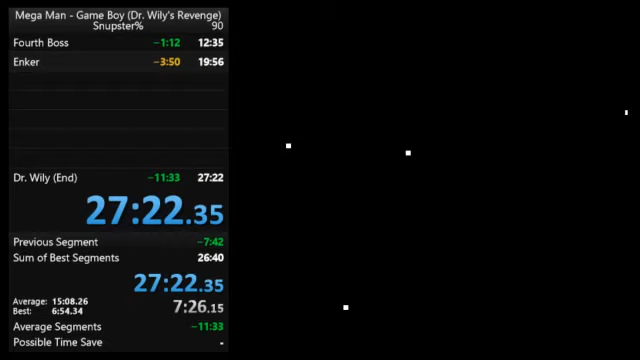 Mega Man - Game Boy (Dr. Wily's Revenge)
Snupster% 90
Fourth Boss -1:12 12:35
Enker -3:50 19:56
Dr. Wily (End) -11:33 27:22
27:22.35
Previous Segment -7:42
Sum of Best Segments 26:40
27:22.35
Average: 15:08.26
Best: 6:54.34
7:26.15
Average Segments -11:33
Possible Time Save -